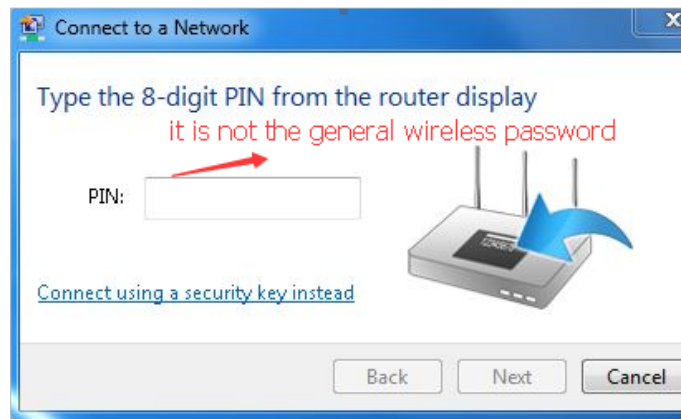 Connect to a Network
Type the 8-digit PIN from the router display
it is not the general wireless password
PIN:
12345670
Connect using a security key instead
Back Next Cancel